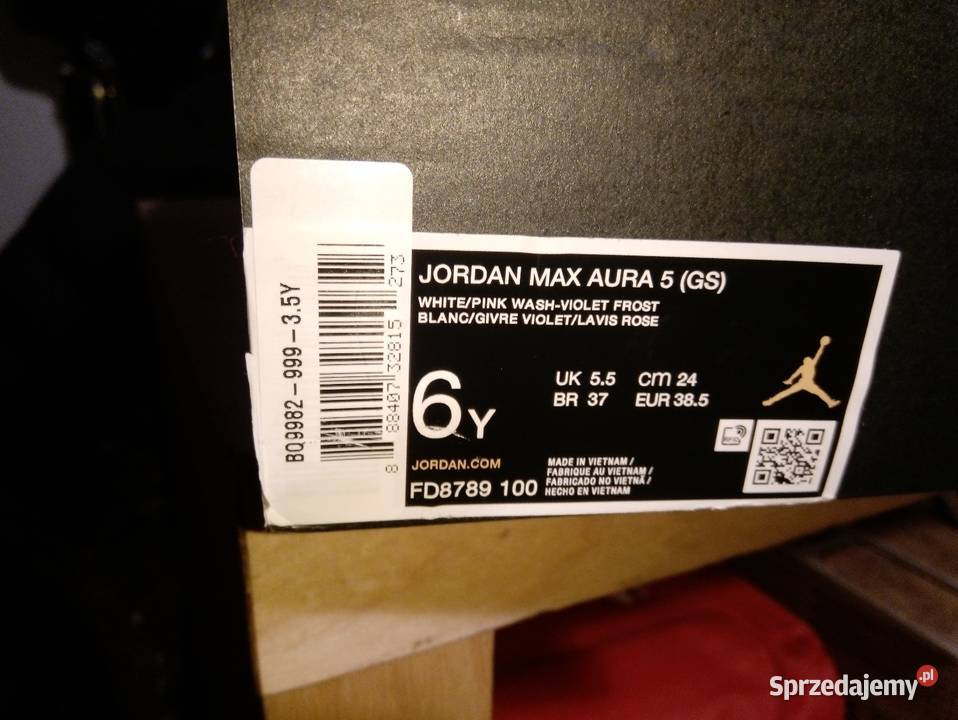 BQ9982-999-3.5Y
8 88407 32815 273
JORDAN MAX AURA 5 (GS)
WHITE/PINK WASH-VIOLET FROST
BLANC/GIVRE VIOLET/LAVIS ROSE
6Y
UK 5.5 cm 24
BR 37 EUR 38.5
RFID
JORDAN.COM
FD8789 100
MADE IN VIETNAM /
FABRIQUE AU VIETNAM /
FABRICADO NO VIETNÃ /
HECHO EN VIETNAM
Sprzedajemy.pl